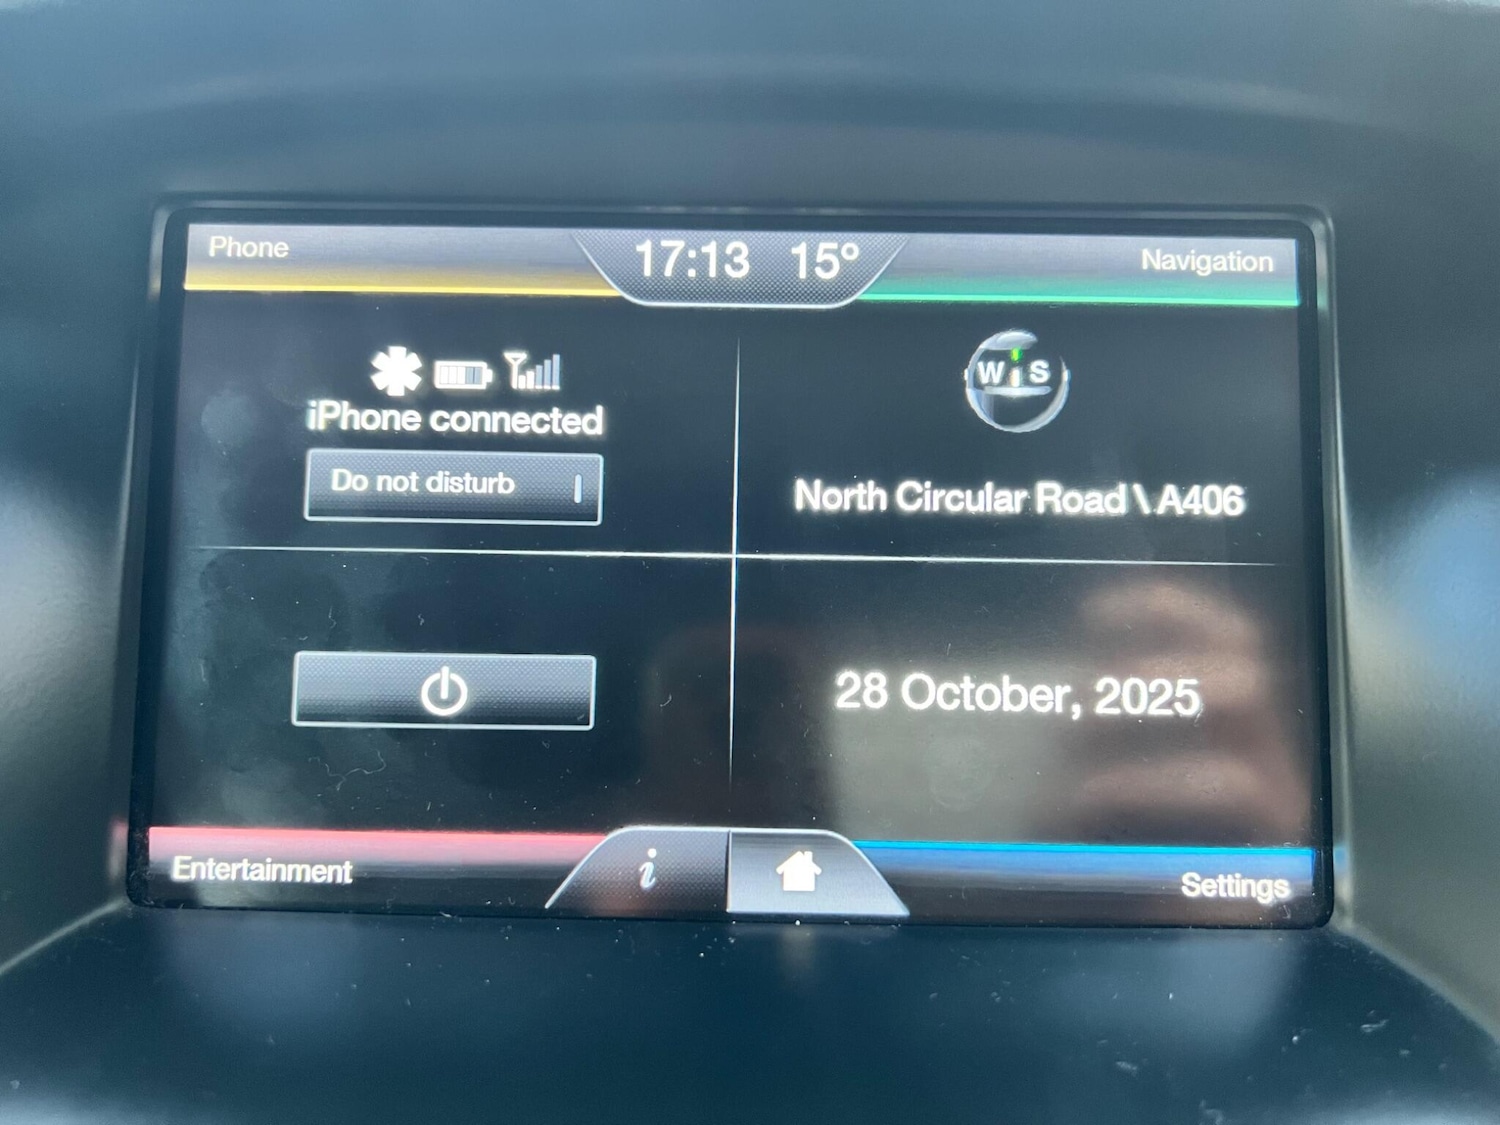 Phone
17:13 15°
Navigation
iPhone connected
Do not disturb
W S
North Circular Road \ A406
28 October, 2025
Entertainment
i
Settings